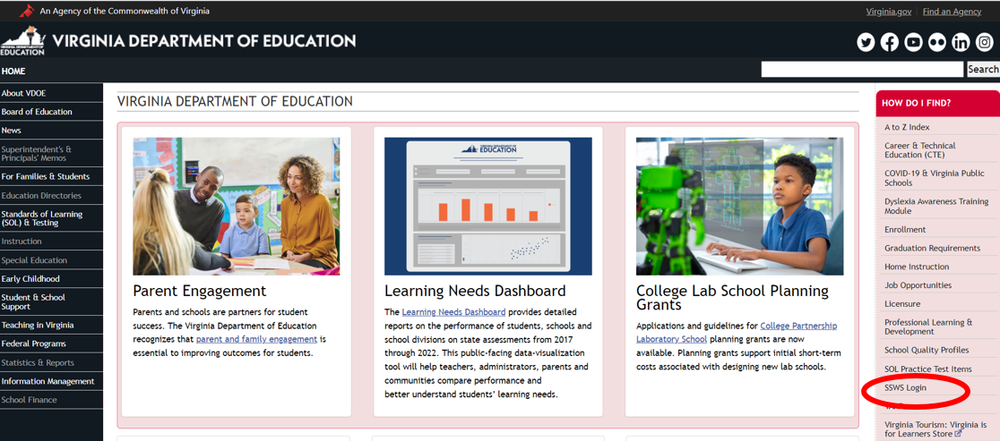 An Agency of the Commonwealth of Virginia
Virginia.gov
Find an Agency
VIRGINIA DEPARTMENT OF
EDUCATION
VIRGINIA DEPARTMENT OF EDUCATION
HOME
Search
About VDOE
Board of Education
News
Superintendent's &
Principals' Memos
For Families & Students
Education Directories
Standards of Learning
(SOL) & Testing
Instruction
Special Education
Early Childhood
Student & School
Support
Teaching in Virginia
Federal Programs
Statistics & Reports
Information Management
School Finance
VIRGINIA DEPARTMENT OF EDUCATION
Parent Engagement
Parents and schools are partners for student
success. The Virginia Department of Education
recognizes that parent and family engagement is
essential to improving outcomes for students.
VIRGINIA DEPARTMENT OF
EDUCATION
Learning Needs Dashboard
The Learning Needs Dashboard provides detailed
reports on the performance of students, schools and
school divisions on state assessments from 2017
through 2022. This public-facing data-visualization
tool will help teachers, administrators, parents and
communities compare performance and
better understand students' learning needs.
College Lab School Planning
Grants
Applications and guidelines for College Partnership
Laboratory School planning grants are now
available. Planning grants support initial short-term
costs associated with designing new lab schools.
HOW DO I FIND?
A to Z Index
Career & Technical
Education (CTE)
COVID-19 & Virginia Public
Schools
Dyslexia Awareness Training
Module
Enrollment
Graduation Requirements
Home Instruction
Job Opportunities
Licensure
Professional Learning &
Development
School Quality Profiles
SOL Practice Test Items
SSWS Login
Virginia Tourism: Virginia is
for Learners Store